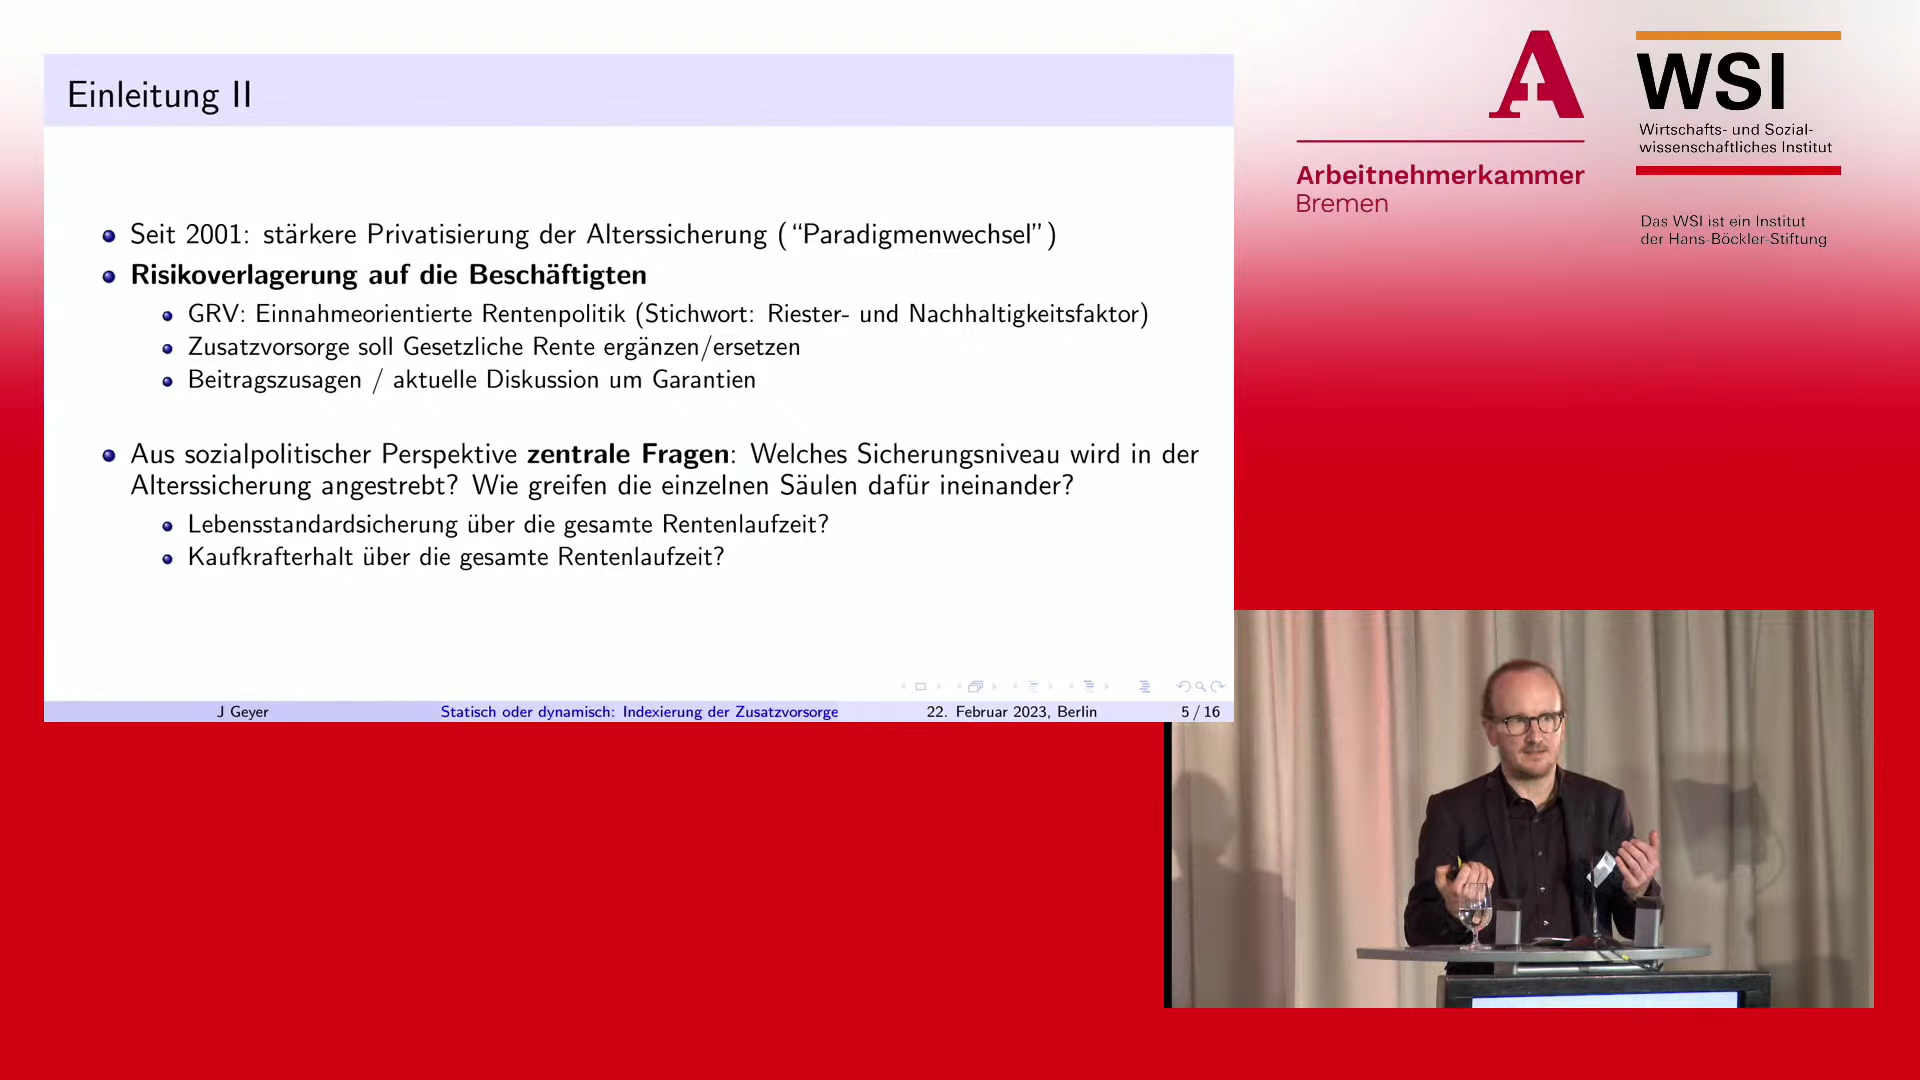 Einleitung II
• Seit 2001: stärkere Privatisierung der Alterssicherung (“Paradigmenwechsel”)
• Risikoverlagerung auf die Beschäftigten
• GRV: Einnahmeorientierte Rentenpolitik (Stichwort: Riester- und Nachhaltigkeitsfaktor)
• Zusatzvorsorge soll Gesetzliche Rente ergänzen/ersetzen
• Beitragszusagen / aktuelle Diskussion um Garantien
• Aus sozialpolitischer Perspektive zentrale Fragen: Welches Sicherungsniveau wird in der
Alterssicherung angestrebt? Wie greifen die einzelnen Säulen dafür ineinander?
• Lebensstandardsicherung über die gesamte Rentenlaufzeit?
• Kaufkrafterhalt über die gesamte Rentenlaufzeit?
J Geyer
Statisch oder dynamisch: Indexierung der Zusatzvorsorge
22. Februar 2023, Berlin
5 / 16
A
Arbeitnehmerkammer
Bremen
WSI
Wirtschafts- und Sozial-
wissenschaftliches Institut
Das WSI ist ein Institut
der Hans-Böckler-Stiftung